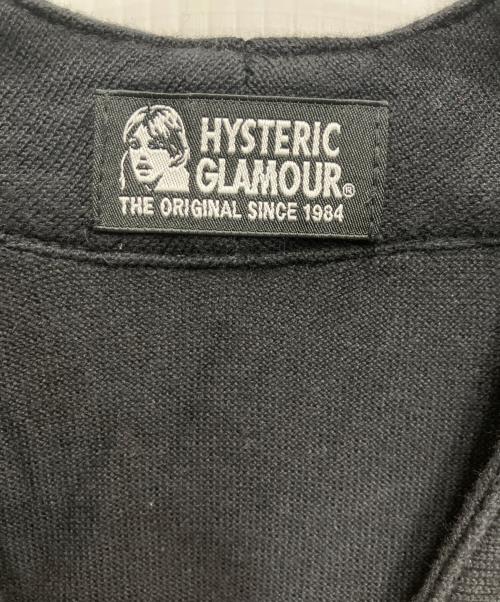 HYSTERIC
GLAMOUR®
THE ORIGINAL SINCE 1984